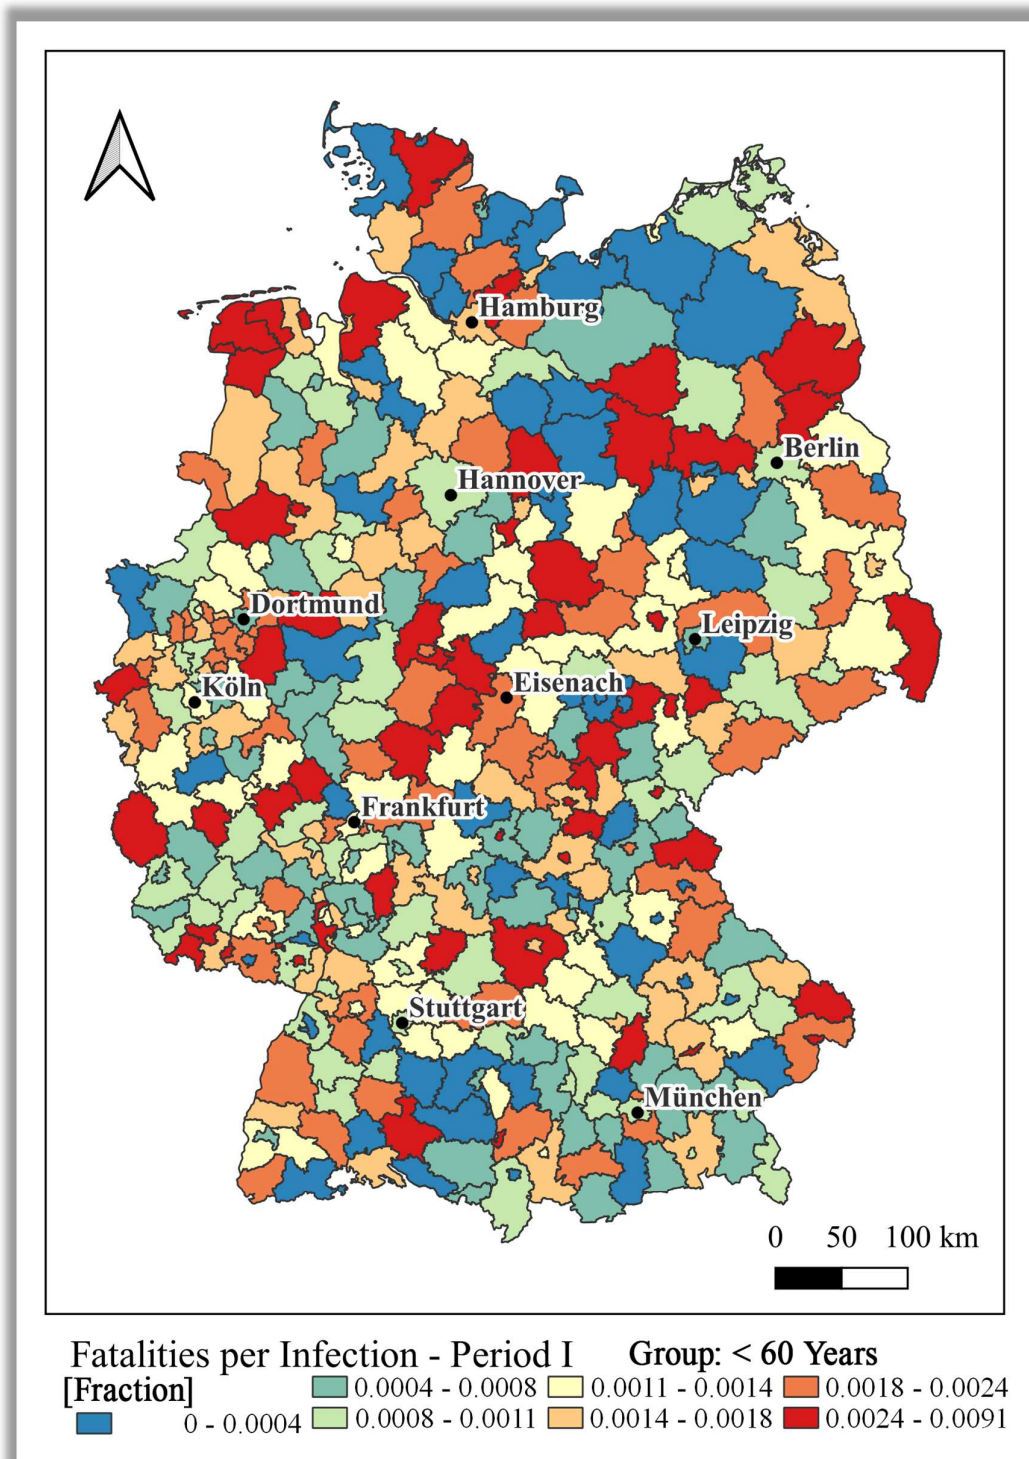 Hamburg
Berlin
Hannover
Dortmund
Leipzig
Köln
Eisenach
Frankfurt
Stuttgart
München
0 50 100 km
Fatalities per Infection - Period I Group: < 60 Years
[Fraction]
0.0004 - 0.0008 0.0011 - 0.0014 0.0018 - 0.0024
0 - 0.0004 0.0008 - 0.0011 0.0014 - 0.0018 0.0024 - 0.0091